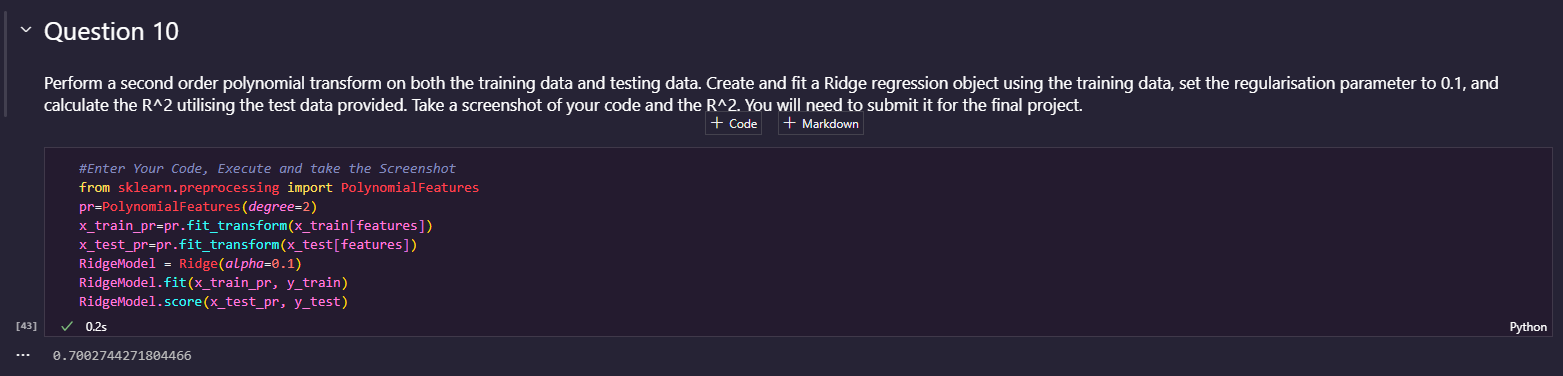 Question 10
Perform a second order polynomial transform on both the training data and testing data. Create and fit a Ridge regression object using the training data, set the regularisation parameter to 0.1, and
calculate the R^2 utilising the test data provided. Take a screenshot of your code and the R^2. You will need to submit it for the final project.
+ Code + Markdown
#Enter Your Code, Execute and take the Screenshot
from sklearn.preprocessing import PolynomialFeatures
pr=PolynomialFeatures(degree=2)
x_train_pr=pr.fit_transform(x_train[features])
x_test_pr=pr.fit_transform(x_test[features])
RidgeModel = Ridge(alpha=0.1)
RidgeModel.fit(x_train_pr, y_train)
RidgeModel.score(x_test_pr, y_test)
[43] ✓ 0.2s Python
... 0.7002744271804466